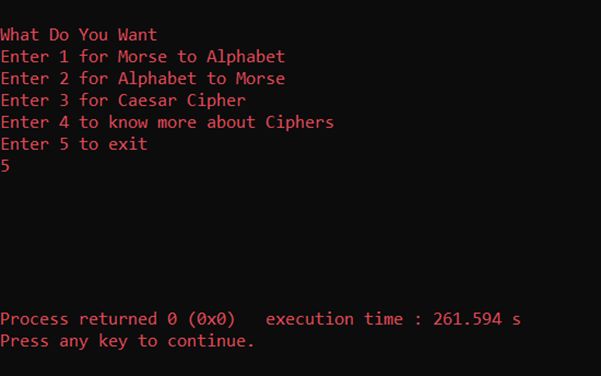 What Do You Want
Enter 1 for Morse to Alphabet
Enter 2 for Alphabet to Morse
Enter 3 for Caesar Cipher
Enter 4 to know more about Ciphers
Enter 5 to exit
5
Process returned 0 (0x0)   execution time : 261.594 s
Press any key to continue.